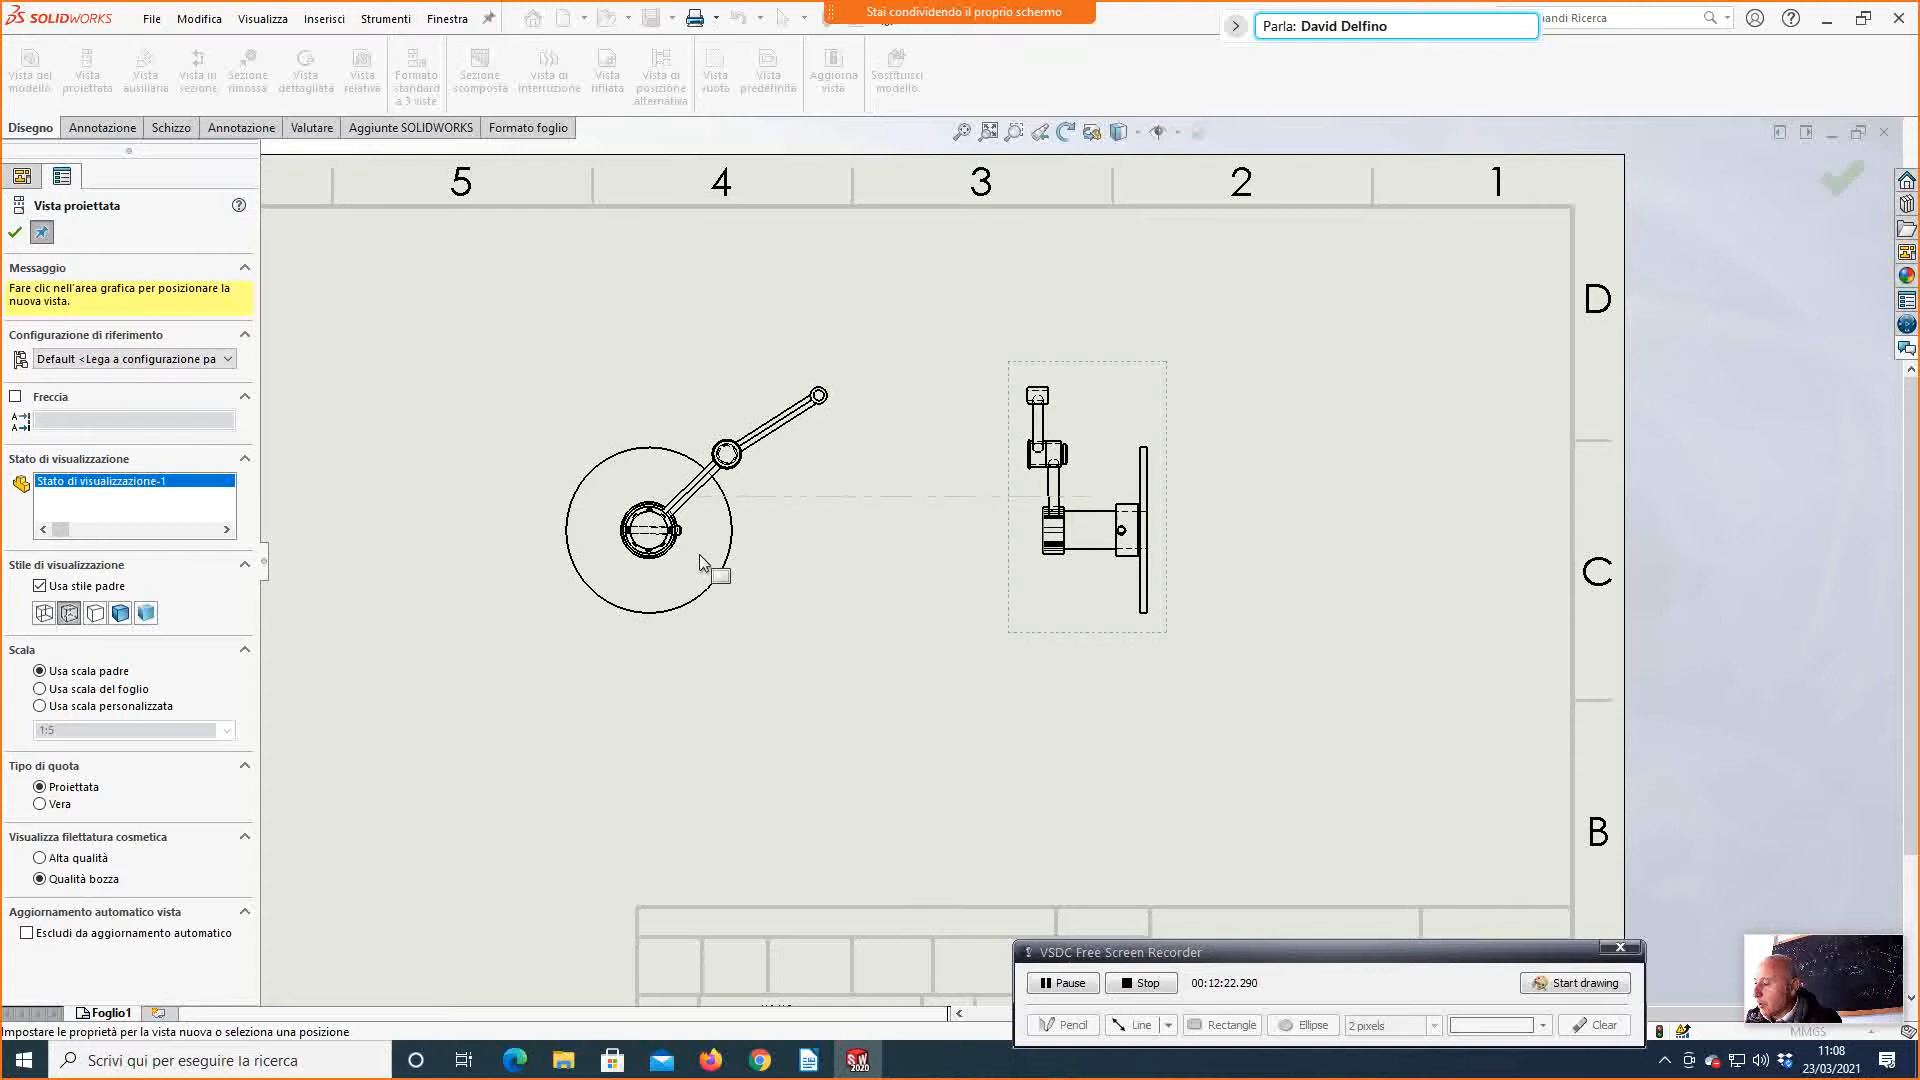 SOLIDWORKS
File Modifica Visualizza Inserisci Strumenti Finestra
Stai condividendo il proprio schermo
Parla: David Delfino
andi Ricerca
Vista del modello
Vista proiettata
Vista ausiliaria
Vista in sezione
Sezione rimossa
Vista dettagliata
Vista relativa
Formato standard a 3 viste
Sezione scomposta
Vista di interruzione
Vista rifilata
Vista di posizione alternativa
Vista vuota
Vista predefinita
Aggiorna vista
Sostituisci modello
Disegno Annotazione Schizzo Annotazione Valutare Aggiunte SOLIDWORKS Formato foglio
5 4 3 2 1
D
C
B
Vista proiettata
Messaggio
Fare clic nell'area grafica per posizionare la
nuova vista.
Configurazione di riferimento
Default <Lega a configurazione pa
Freccia
Stato di visualizzazione
Stato di visualizzazione-1
Stile di visualizzazione
Usa stile padre
Scala
Usa scala padre
Usa scala del foglio
Usa scala personalizzata
1:5
Tipo di quota
Proiettata
Vera
Visualizza filettatura cosmetica
Alta qualità
Qualità bozza
Aggiornamento automatico vista
Escludi da aggiornamento automatico
VSDC Free Screen Recorder
Pause Stop 00:12:22.290 Start drawing
Pencil Line Rectangle Ellipse 2 pixels Clear
Foglio1
Impostare le proprietà per la vista nuova o seleziona una posizione
MMGS
Scrivi qui per eseguire la ricerca
SW
2020
11:08
23/03/2021